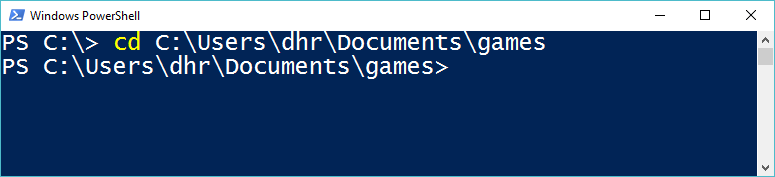 Windows PowerShell
PS C:\> cd C:\Users\dhr\Documents\games
PS C:\Users\dhr\Documents\games>